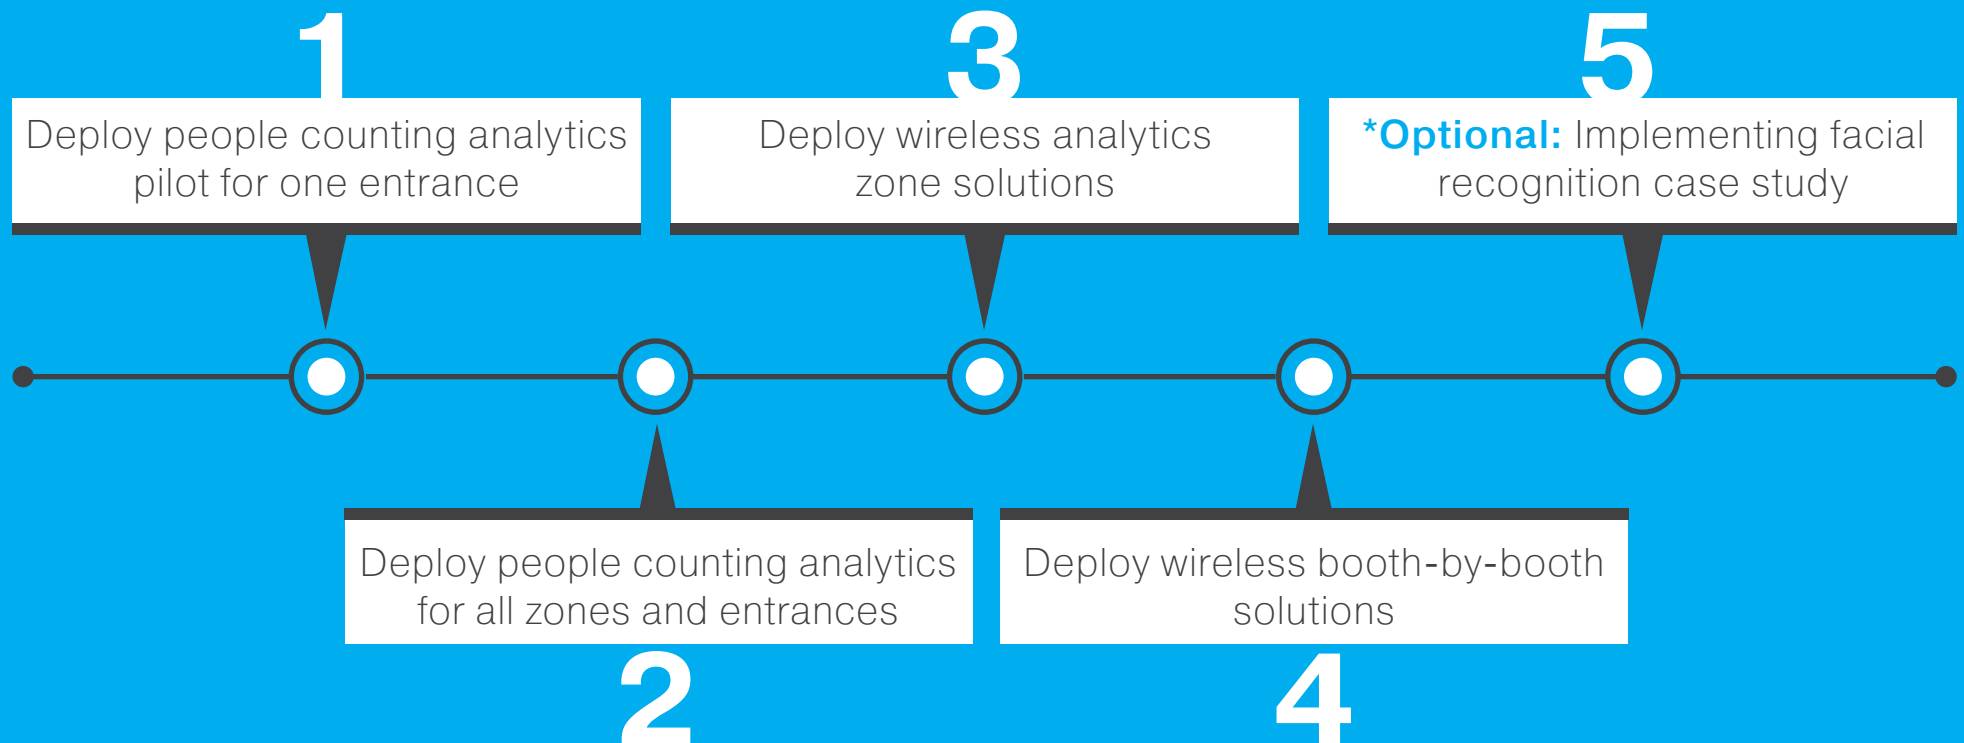 1
Deploy people counting analytics
pilot for one entrance
2
Deploy people counting analytics
for all zones and entrances
3
Deploy wireless analytics
zone solutions
4
Deploy wireless booth-by-booth
solutions
5
*Optional: Implementing facial
recognition case study